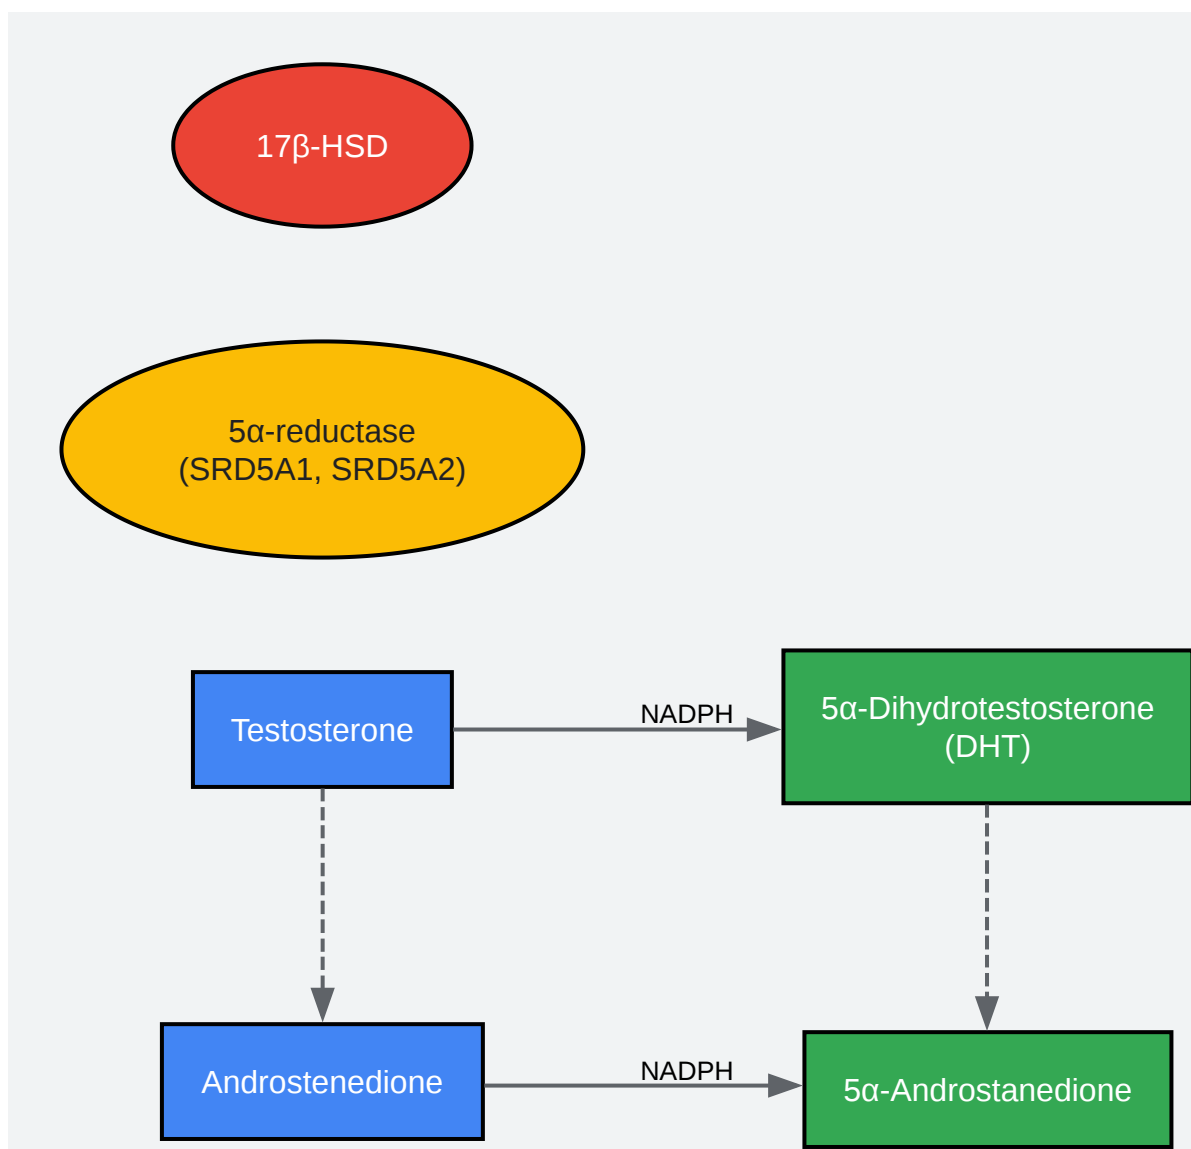 17β-HSD
5α-reductase
(SRD5A1, SRD5A2)
Testosterone
NADPH
5α-Dihydrotestosterone
(DHT)
Androstenedione
NADPH
5α-Androstanedione